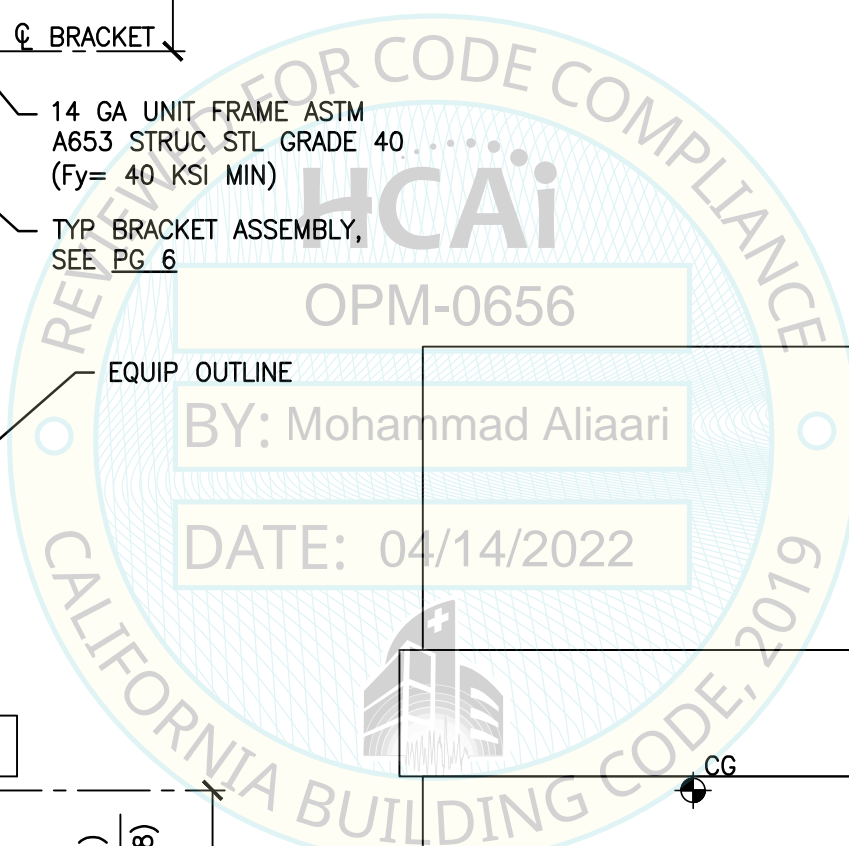 ℄ BRACKET
14 GA UNIT FRAME ASTM
A653 STRUC STL GRADE 40
(Fy= 40 KSI MIN)
TYP BRACKET ASSEMBLY,
SEE PG 6
EQUIP OUTLINE
REVIEWED FOR CODE COMPLIANCE
HCAi
OPM-0656
BY: Mohammad Aliaari
DATE: 04/14/2022
CALIFORNIA BUILDING CODE, 2019
CG